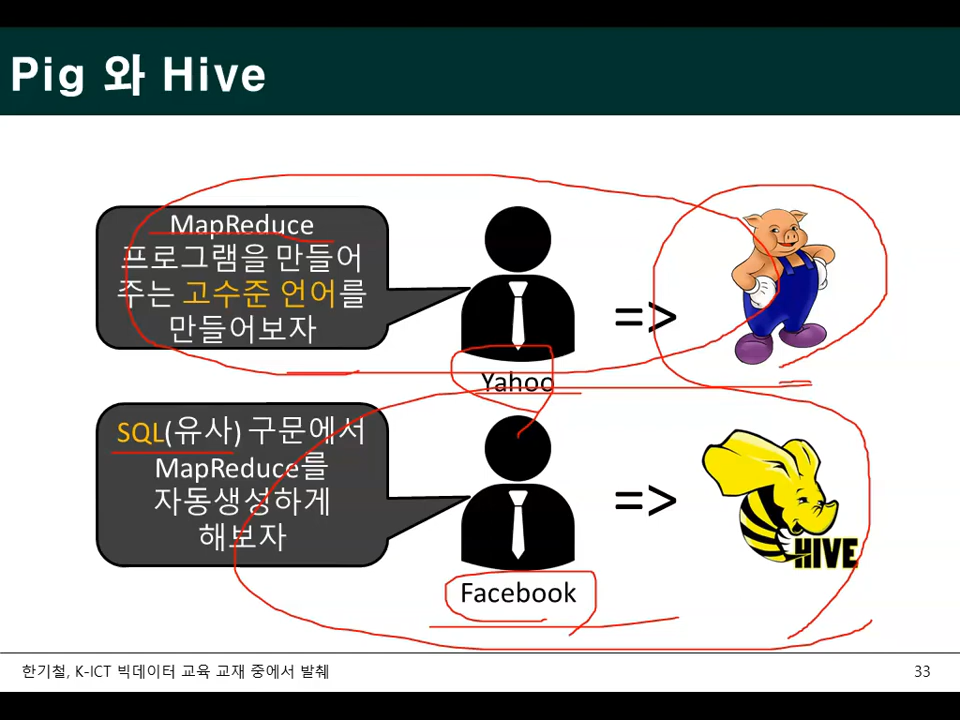 Pig 와 Hive
MapReduce
프로그램을 만들어
주는 고수준 언어를
만들어보자
=>
Yahoo
SQL(유사) 구문에서
MapReduce를
자동생성하게
해보자
=>
HIVE
Facebook
한기철, K-ICT 빅데이터 교육 교재 중에서 발췌
33